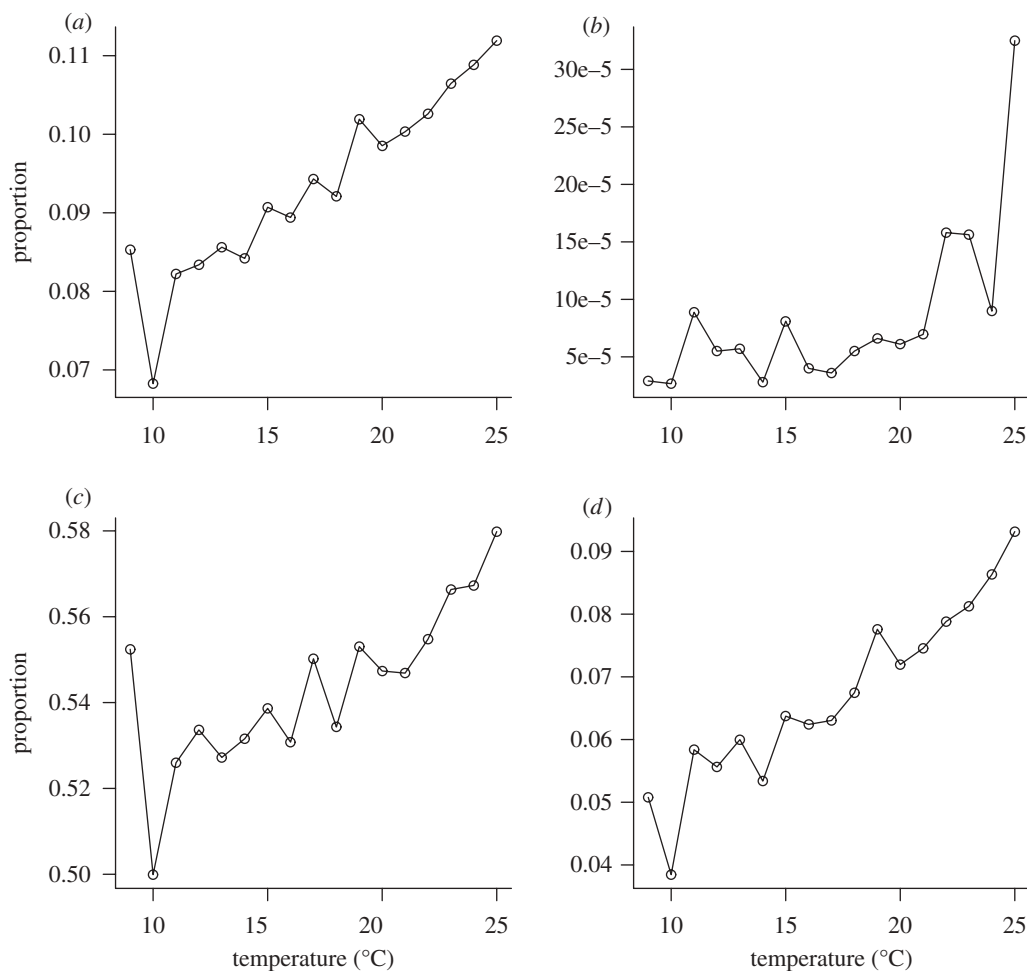 (a)
proportion
0.11
0.10
0.09
0.08
0.07
10 15 20 25
(b)
30e–5
25e–5
20e–5
15e–5
10e–5
5e–5
10 15 20 25
(c)
proportion
0.58
0.56
0.54
0.52
0.50
10 15 20 25
temperature (°C)
(d)
0.09
0.08
0.07
0.06
0.05
0.04
10 15 20 25
temperature (°C)